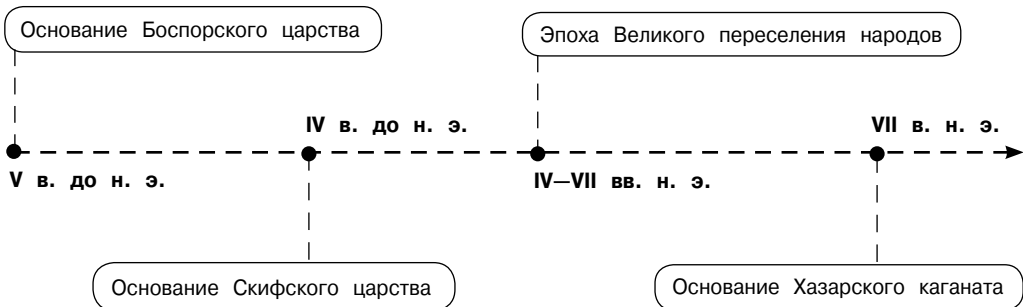 Основание Боспорского царства
Эпоха Великого переселения народов
IV в. до н. э.
VII в. н. э.
V в. до н. э.
IV—VII вв. н. э.
Основание Скифского царства
Основание Хазарского каганата